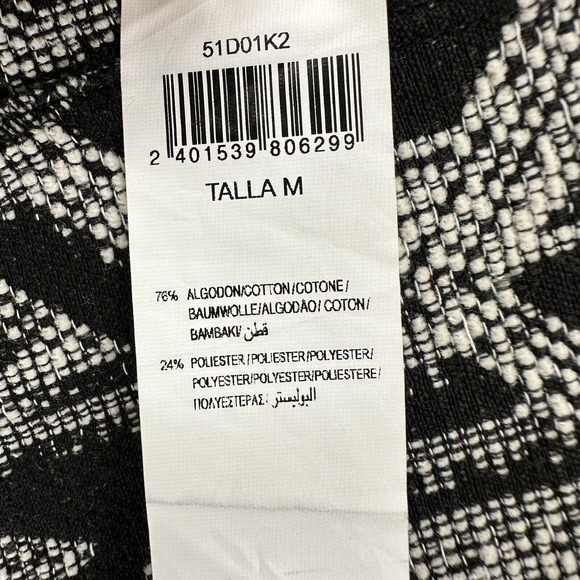 51D01K2
2 401539 806299
TALLA M
76% ALGODON/COTTON/COTONE/
BAUMWOLLE/ALGODÃO/ COTON/
BAMBAKI/ قطن
24% POLIESTER/POLIESTER/POLYESTER/
POLYESTER/POLYESTER/POLIESTERE/
ΠΟΛΥΕΣΤΕΡΑΣ/ البوليستر